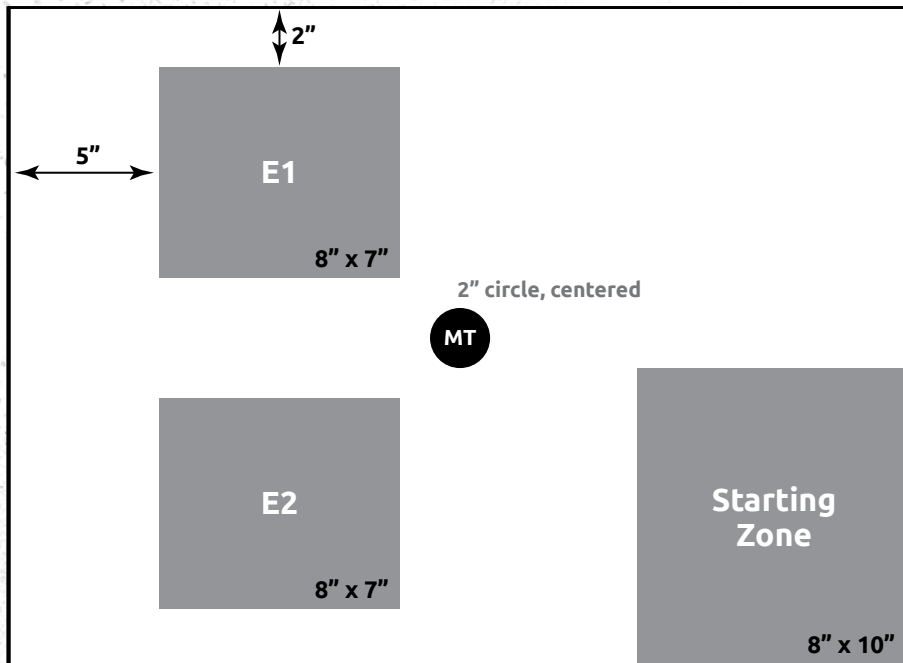 2”
5”
E1
8” x 7”
2” circle, centered
MT
E2
8” x 7”
Starting
Zone
8” x 10”